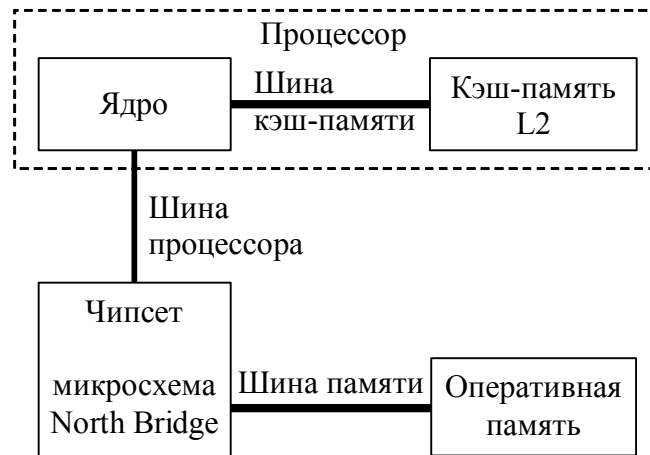 Процессор
Ядро
Шина
кэш-памяти
Кэш-память
L2
Шина
процессора
Чипсет
микросхема
North Bridge
Шина памяти
Оперативная
память